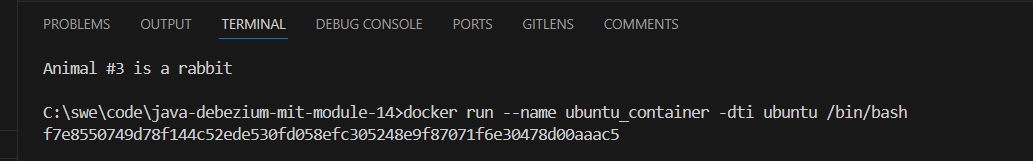 PROBLEMS OUTPUT TERMINAL DEBUG CONSOLE PORTS GITLENS COMMENTS
Animal #3 is a rabbit
C:\swe\code\java-debezium-mit-module-14>docker run --name ubuntu_container -dti ubuntu /bin/bash
f7e8550749d78f144c52ede530fd058efc305248e9f87071f6e30478d00aaac5